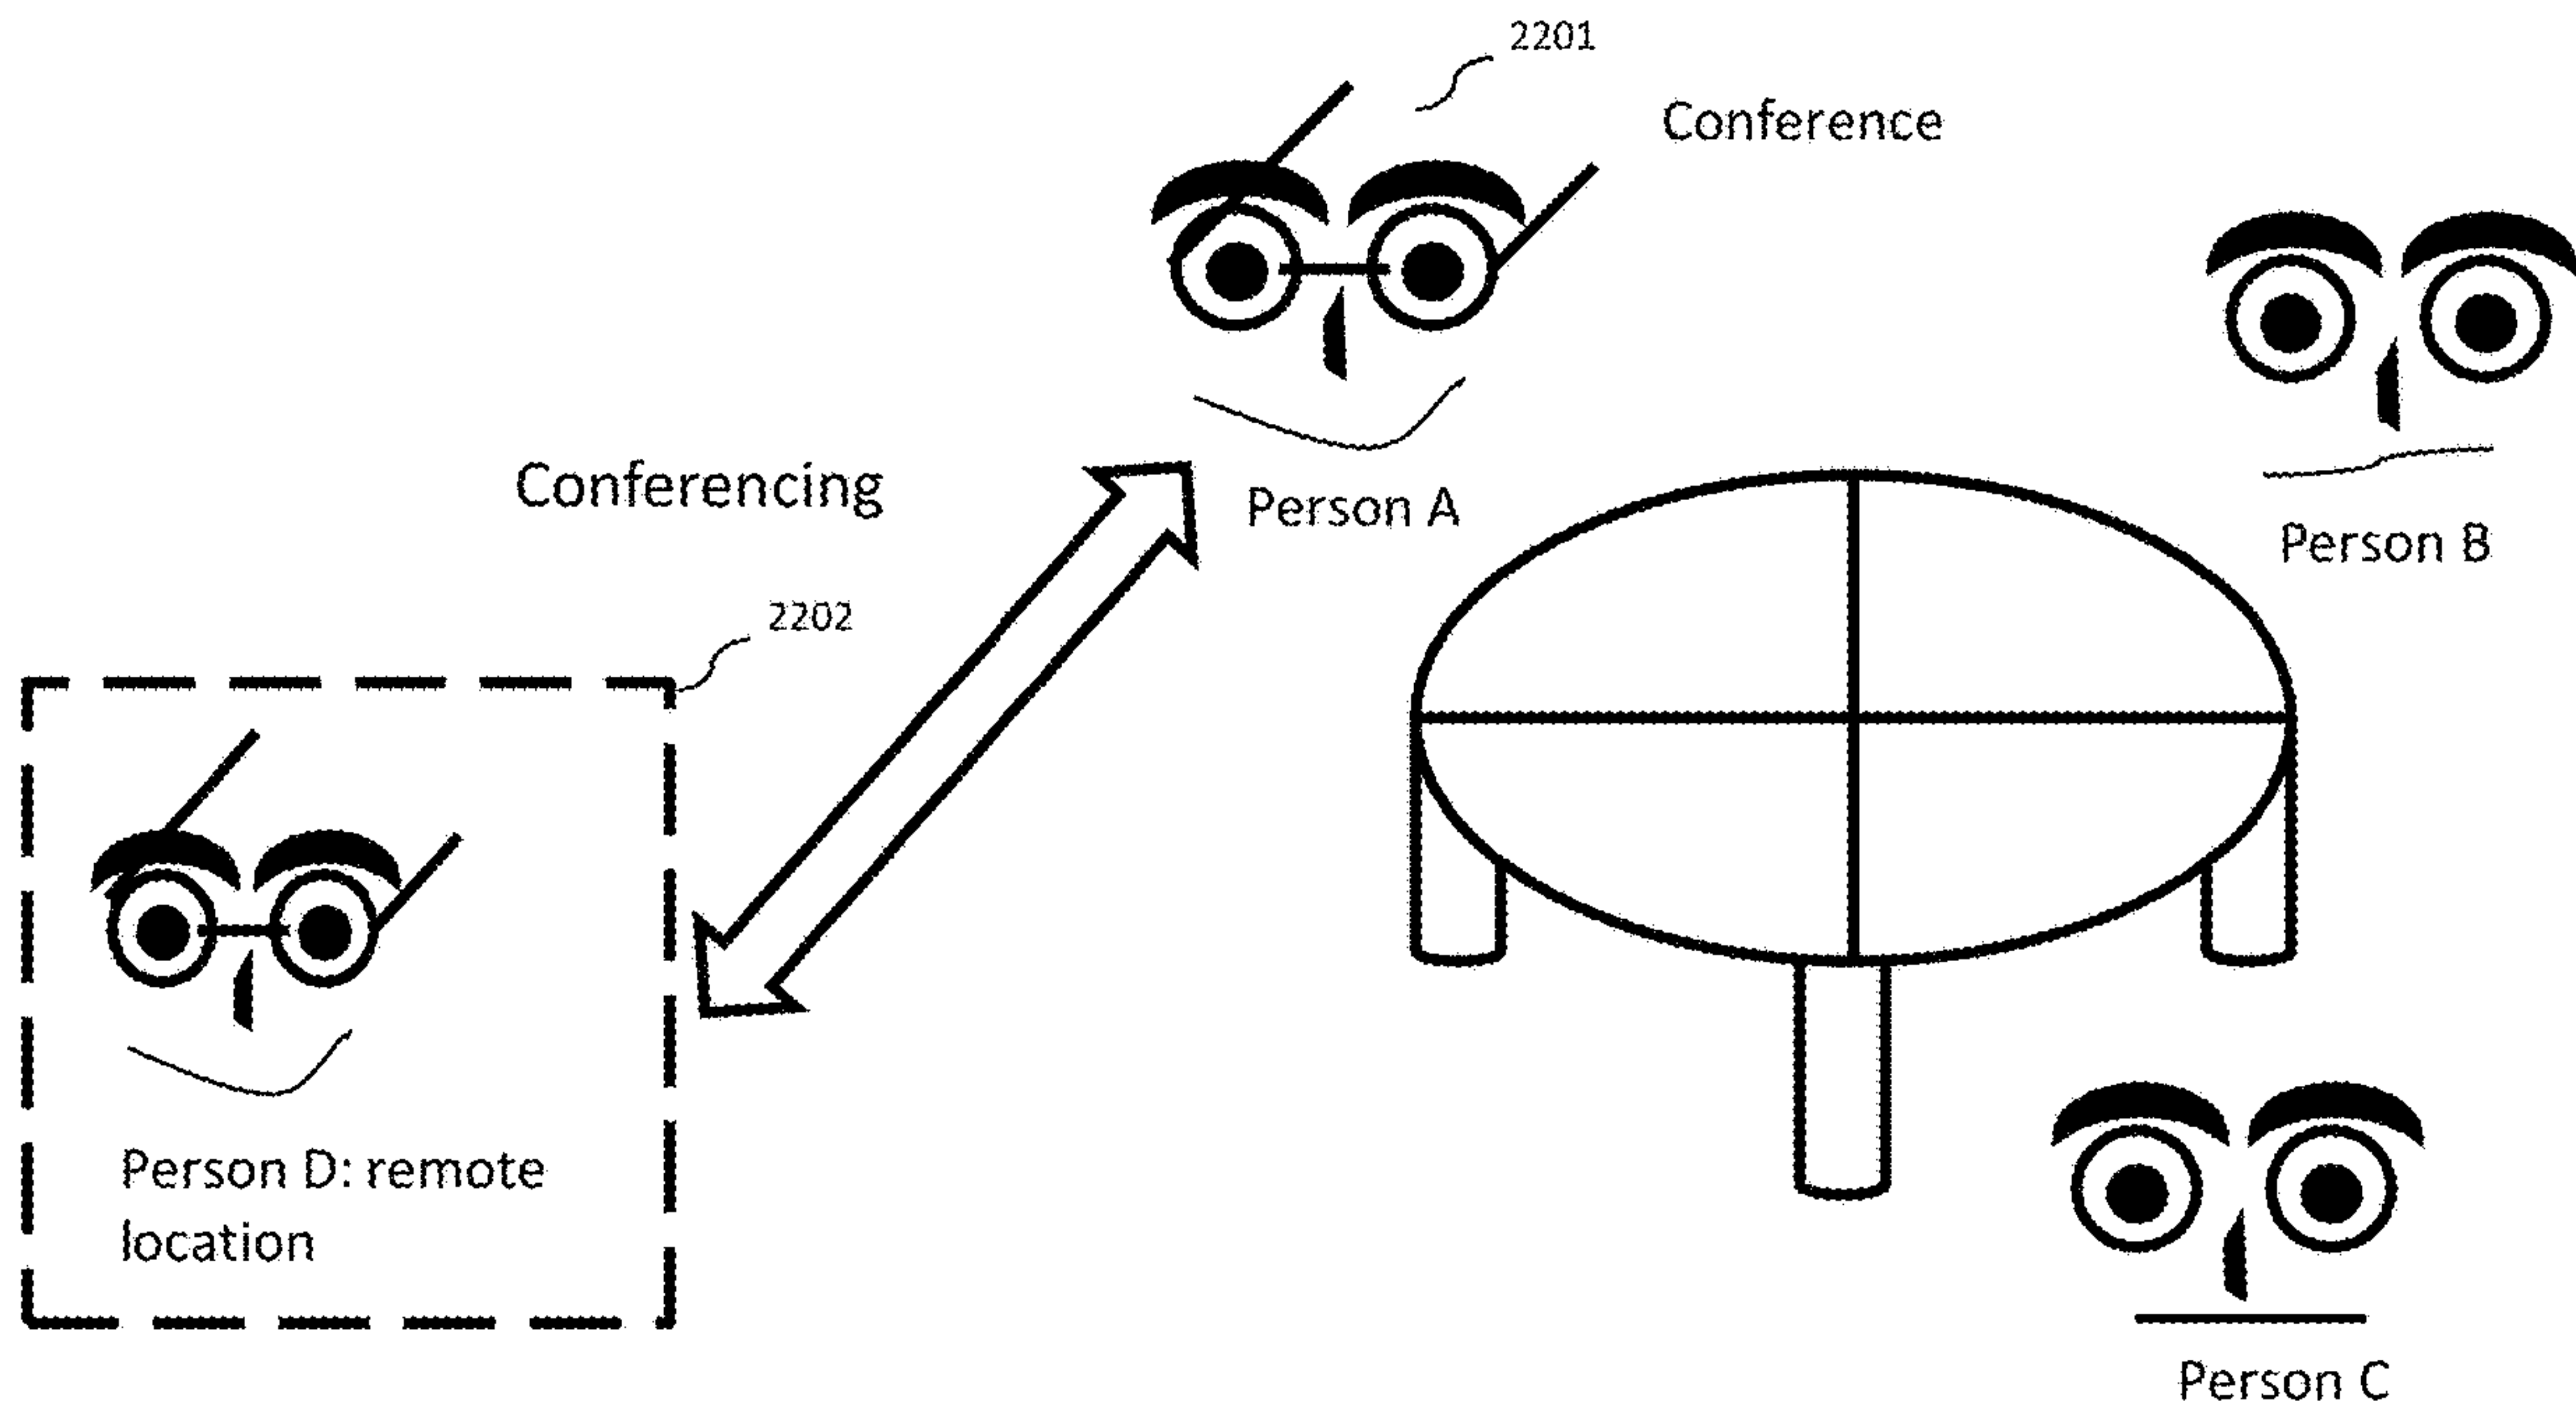 2201
Conference
Conferencing
Person A
Person B
2202
Person D: remote
location
Person C